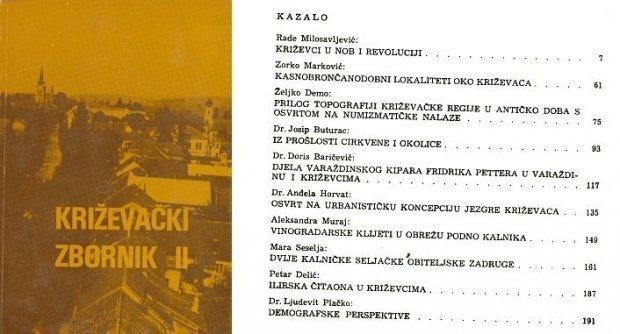 KRIŽEVAČKI
ZBORNIK II
KAZALO
Rade Milosavljević:
KRIŽEVCI U NOB I REVOLUCIJI . . . . . . . . . . . 7
Zorko Marković:
KASNOBRONČANODOBNI LOKALITETI OKO KRIŽEVACA . . . . 61
Željko Demo:
PRILOG TOPOGRAFIJI KRIŽEVAČKE REGIJE U ANTIČKO DOBA S
OSVRTOM NA NUMIZMATIČKE NALAZE . . . . . . . . 75
Dr. Josip Buturac:
IZ PROŠLOSTI CIRKVENE I OKOLICE . . . . . . . . . . 93
Dr. Doris Baričević:
DJELA VARAŽDINSKOG KIPARA FRIDRIKA PETTERA U VARAŽDI-
NU I KRIŽEVCIMA . . . . . . . . . . . . . . 117
Dr. Anđela Horvat:
OSVRT NA URBANISTIČKU KONCEPCIJU JEZGRE KRIŽEVACA . . 135
Aleksandra Muraj:
VINOGRADARSKE KLIJETI U OBREŽU PODNO KALNIKA . . . . 149
Mara Seselja:
DVIJE KALNIČKE SELJAČKE OBITELJSKE ZADRUGE . . . . . 161
Petar Delić:
ILIRSKA ČITAONA U KRIŽEVCIMA . . . . . . . . . . 187
Dr. Ljudevit Plačko:
DEMOGRAFSKE PERSPEKTIVE . . . . . . . . . . . 191